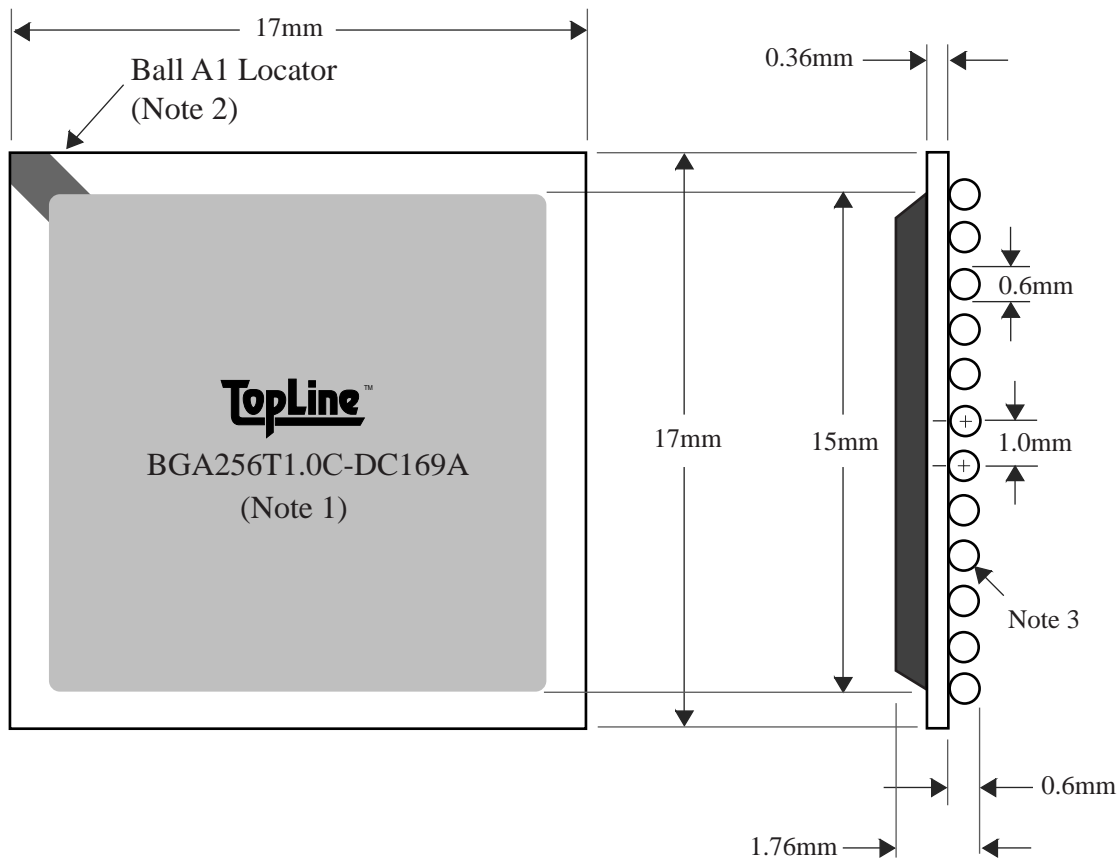 17mm
0.36mm
Ball A1 Locator
(Note 2)
0.6mm
TopLine™
17mm
15mm
1.0mm
BGA256T1.0C-DC169A
(Note 1)
Note 3
0.6mm
1.76mm